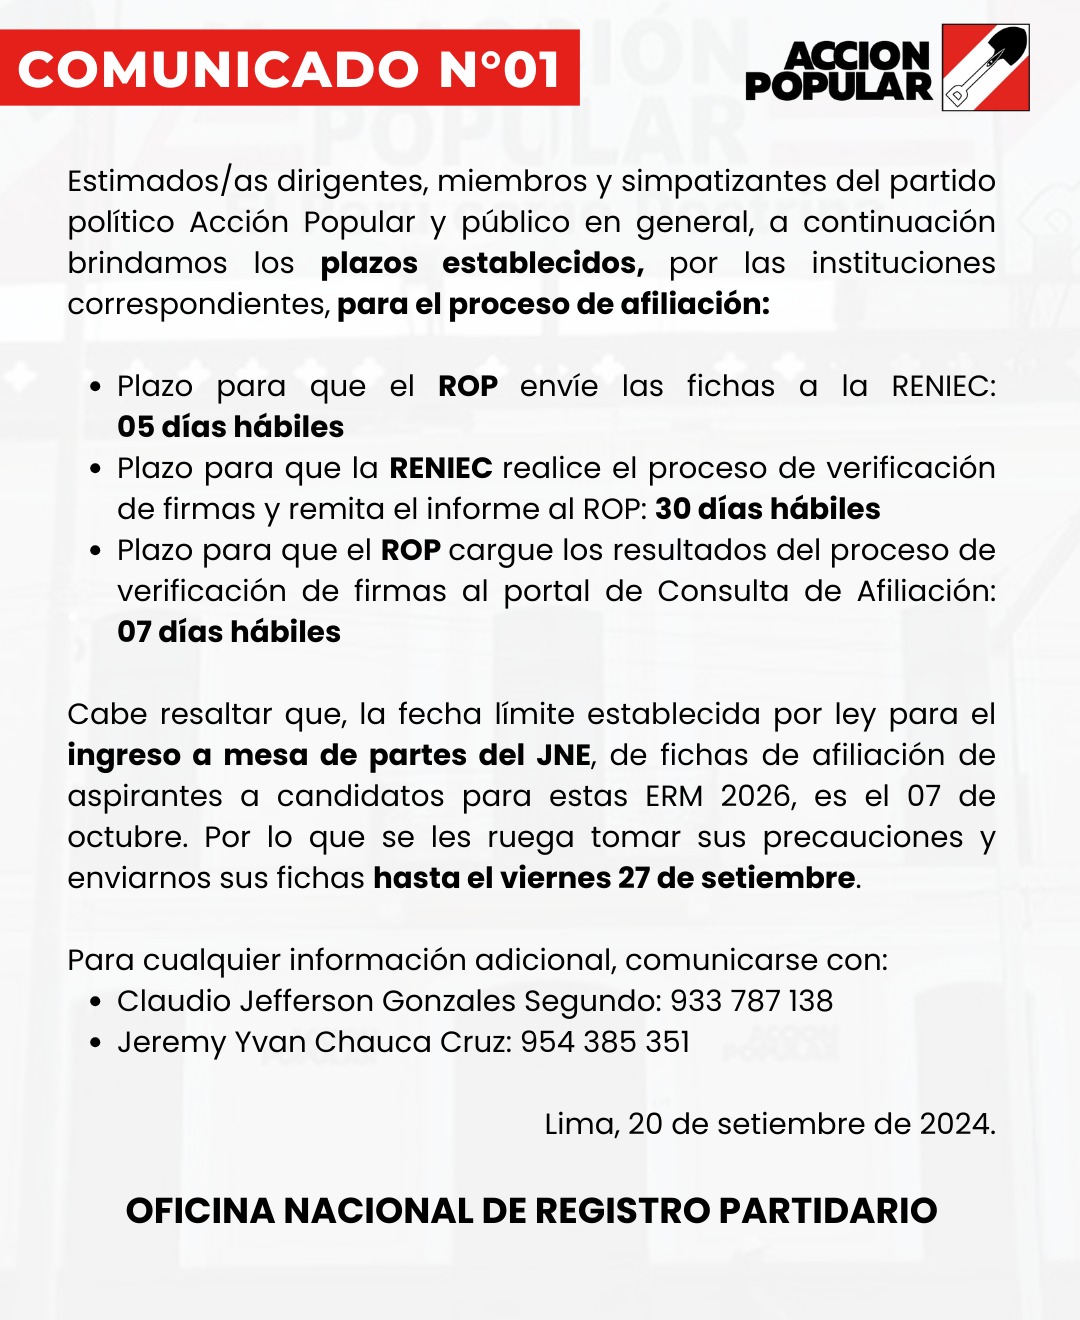 COMUNICADO N°01
ACCION
POPULAR
Estimados/as dirigentes, miembros y simpatizantes del partido
político Acción Popular y público en general, a continuación
brindamos los plazos establecidos, por las instituciones
correspondientes, para el proceso de afiliación:
• Plazo para que el ROP envíe las fichas a la RENIEC:
05 días hábiles
• Plazo para que la RENIEC realice el proceso de verificación
de firmas y remita el informe al ROP: 30 días hábiles
• Plazo para que el ROP cargue los resultados del proceso de
verificación de firmas al portal de Consulta de Afiliación:
07 días hábiles
Cabe resaltar que, la fecha límite establecida por ley para el
ingreso a mesa de partes del JNE, de fichas de afiliación de
aspirantes a candidatos para estas ERM 2026, es el 07 de
octubre. Por lo que se les ruega tomar sus precauciones y
enviarnos sus fichas hasta el viernes 27 de setiembre.
Para cualquier información adicional, comunicarse con:
• Claudio Jefferson Gonzales Segundo: 933 787 138
• Jeremy Yvan Chauca Cruz: 954 385 351
Lima, 20 de setiembre de 2024.
OFICINA NACIONAL DE REGISTRO PARTIDARIO